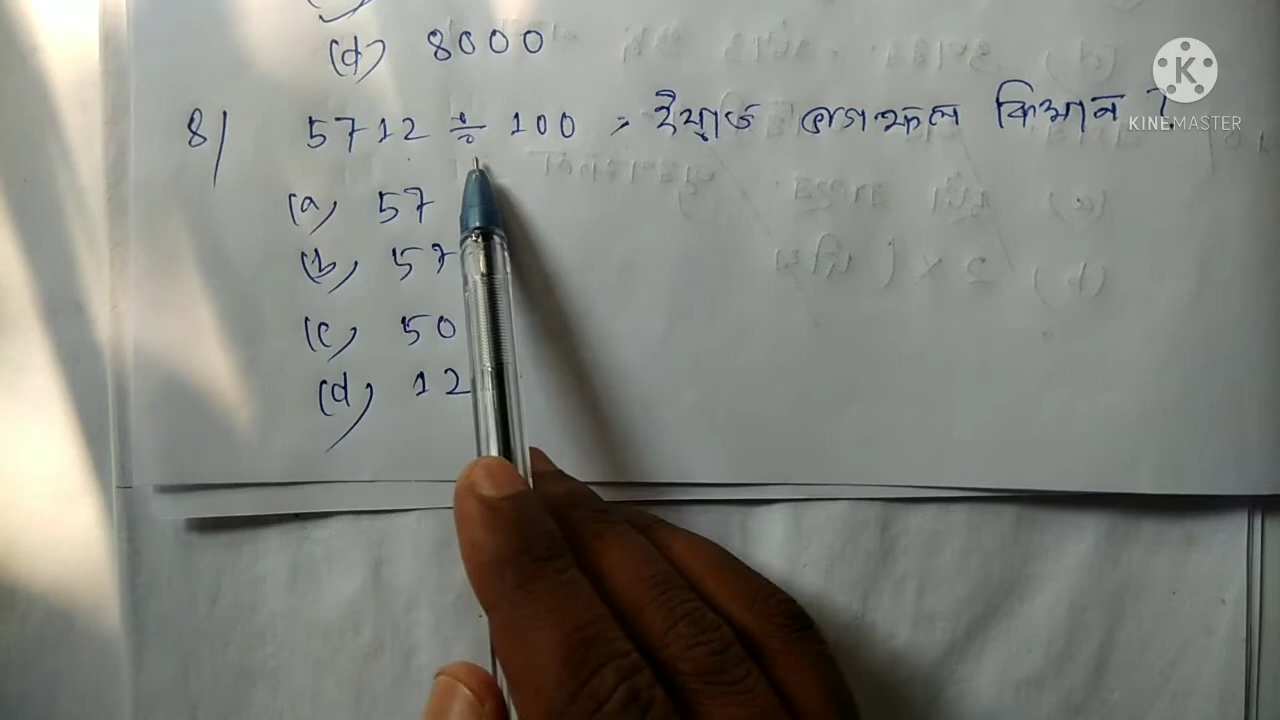 (d) 8000
8) 5712 ÷ 100 , ইয়াত ভাগফল কিমান ?
(a) 57
(b) 57
(c) 50
(d) 12
KINEMASTER